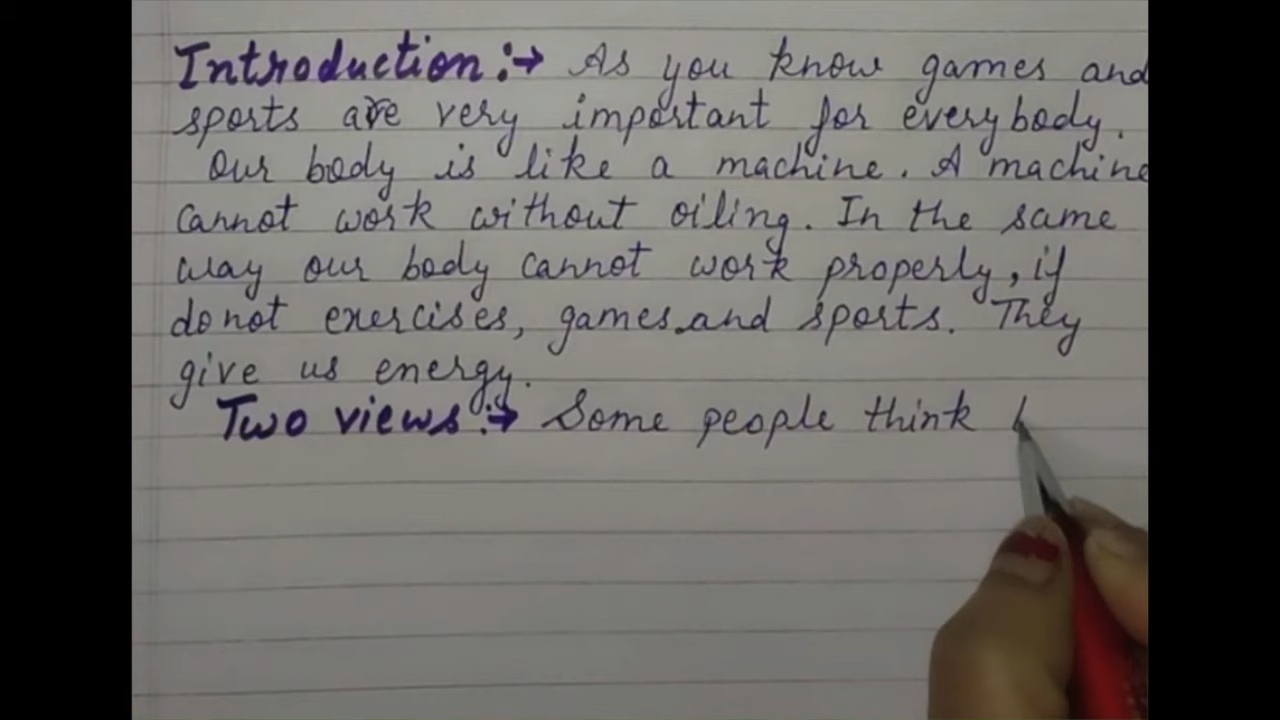 Introduction:→ As you know games and
sports are very important for everybody.
Our body is like a machine. A machine
cannot work without oiling. In the same
way our body cannot work properly, if
do not exercises, games and sports. They
give us energy.
Two views:→ Some people think